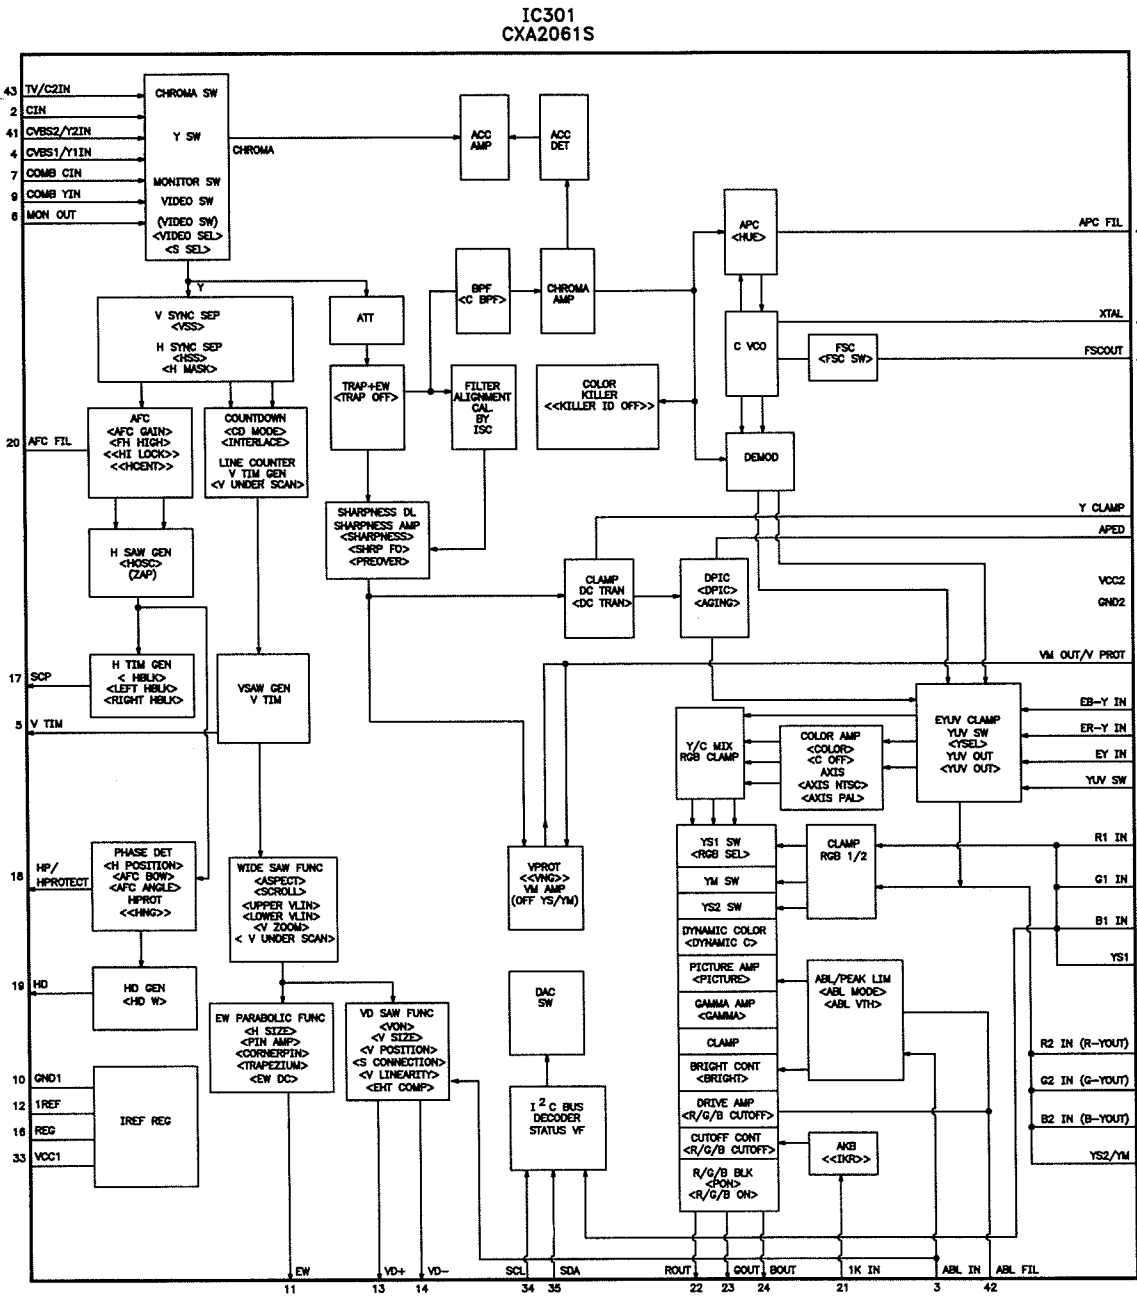 IC301
CXA2061S
43 TV/C2IN
2 CIN
41 CVBS2/Y2IN
4 CVBS1/Y1IN
7 COMB CIN
9 COMB YIN
6 MON OUT
CHROMA SW
Y SW
MONITOR SW
VIDEO SW
(VIDEO SW)
<VIDEO SEL>
<S SEL>
CHROMA
Y
ACC
AMP
ACC
DET
APC
<HUE>
APC FIL
BPF
<C BPF>
CHROMA
AMP
V SYNC SEP
<VSS>
H SYNC SEP
<HSS>
<H MASK>
ATT
C VCO
XTAL
FSC
<FSC SW>
FSCOUT
TRAP+EW
<TRAP OFF>
FILTER
ALIGNMENT
CAL
BY
ISC
COLOR
KILLER
<<KILLER ID OFF>>
20 AFC FIL
AFC
<AFC GAIN>
<FH HIGH>
<<HI LOCK>>
<<HCENT>>
COUNTDOWN
<CD MODE>
<INTERLACE>
LINE COUNTER
V TIM GEN
<V UNDER SCAN>
DEMOD
SHARPNESS DL
SHARPNESS AMP
<SHARPNESS>
<SHRP FO>
<PREOVER>
Y CLAMP
APED
H SAW GEN
<HOSC>
(ZAP)
CLAMP
DC TRAN
<DC TRAN>
DPIC
<DPIC>
<AGING>
VCC2
GND2
17 SCP
H TIM GEN
< HBLK>
<LEFT HBLK>
<RIGHT HBLK>
VSAW GEN
V TIM
5 V TIM
VM OUT/V PROT
EYUV CLAMP
YUV SW
<YSEL>
YUV OUT
<YUV OUT>
EB-Y IN
ER-Y IN
EY IN
YUV SW
Y/C MIX
RGB CLAMP
COLOR AMP
<COLOR>
<C OFF>
AXIS
<AXIS NTSC>
<AXIS PAL>
18 HP/
HPROTECT
PHASE DET
<H POSITION>
<AFC BOW>
<AFC ANGLE>
HPROT
<<HNG>>
WIDE SAW FUNC
<ASPECT>
<SCROLL>
<UPPER VLIN>
<LOWER VLIN>
<V ZOOM>
< V UNDER SCAN>
VPROT
<<VNG>>
VM AMP
(OFF YS/YM)
YS1 SW
<RGB SEL>
YM SW
YS2 SW
DYNAMIC COLOR
<DYNAMIC C>
PICTURE AMP
<PICTURE>
GAMMA AMP
<GAMMA>
CLAMP
BRIGHT CONT
<BRIGHT>
DRIVE AMP
<R/G/B CUTOFF>
CUTOFF CONT
<R/G/B CUTOFF>
R/G/B BLK
<PON>
<R/G/B ON>
CLAMP
RGB 1/2
R1 IN
G1 IN
B1 IN
YS1
19 HD
HD GEN
<HD W>
DAC
SW
ABL/PEAK LIM
<ABL MODE>
<ABL VTH>
EW PARABOLIC FUNC
<H SIZE>
<PIN AMP>
<CORNERPIN>
<TRAPEZIUM>
<EW DC>
VD SAW FUNC
<VON>
<V SIZE>
<V POSITION>
<S CONNECTION>
<V LINEARITY>
<EHT COMP>
R2 IN (R-YOUT)
G2 IN (G-YOUT)
B2 IN (B-YOUT)
YS2/YM
10 GND1
12 1REF
16 REG
33 VCC1
IREF REG
I2C BUS
DECODER
STATUS VF
AKB
<<IKR>>
EW
VD+
VD-
SCL
SDA
ROUT
GOUT
BOUT
1K IN
ABL IN
ABL FIL
11
13
14
34
35
22
23
24
21
3
42